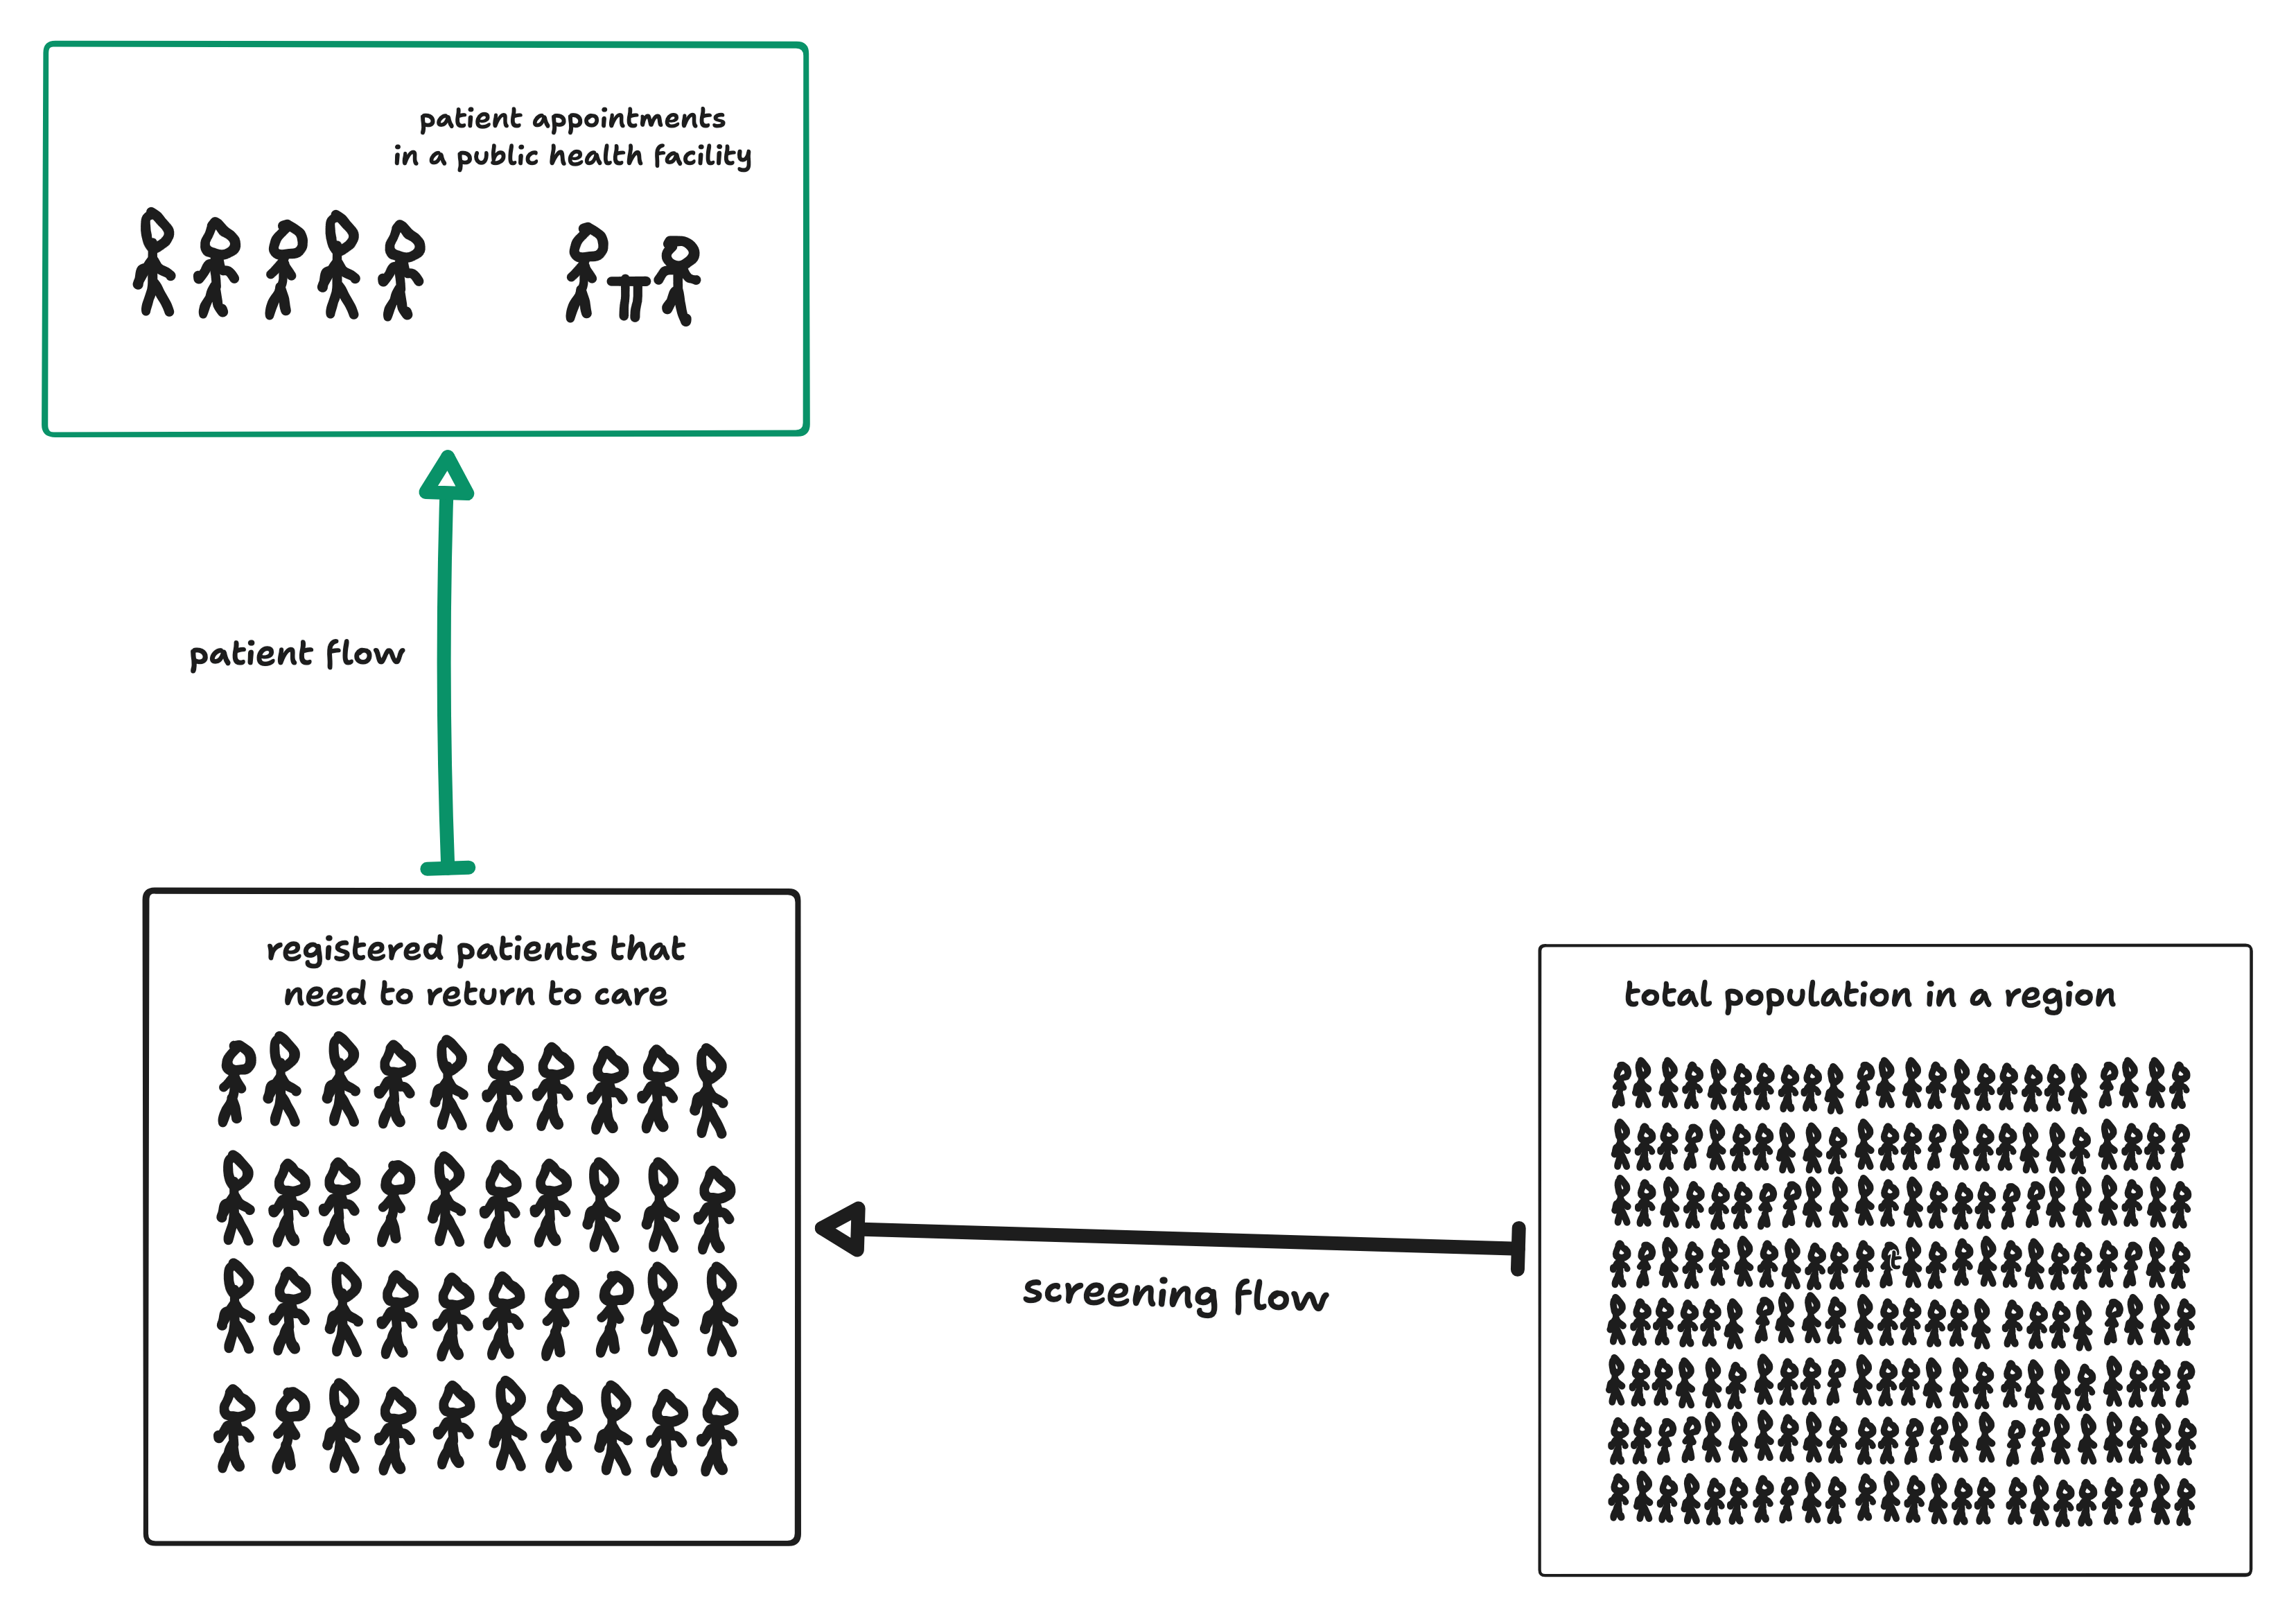 patient appointments
in a public health facility
patient flow
registered patients that
need to return to care
total population in a region
screening flow
t